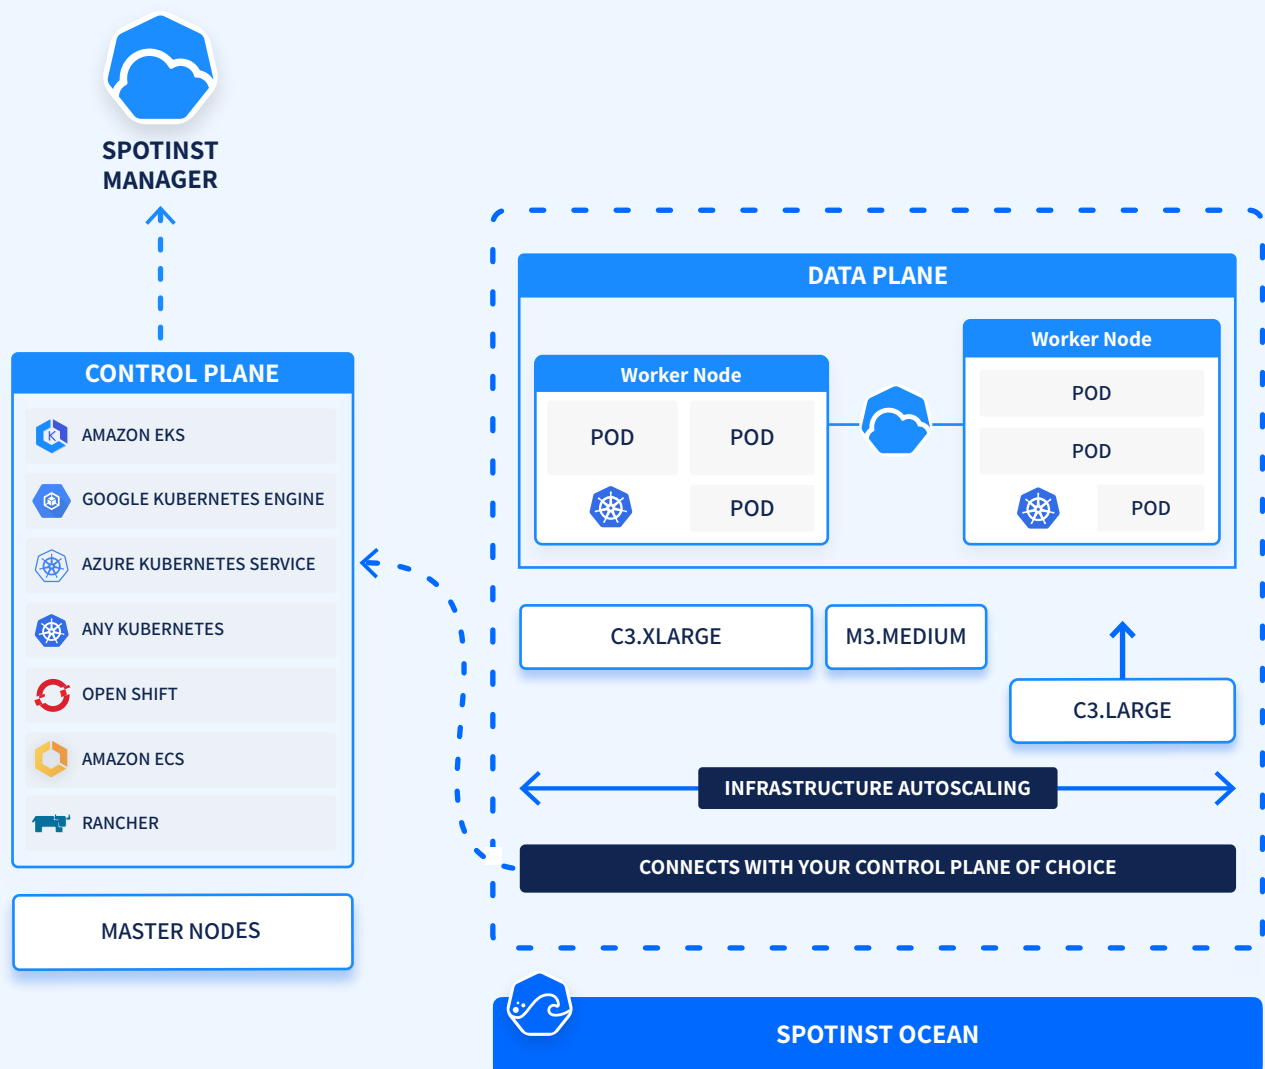 SPOTINST
MANAGER
CONTROL PLANE
AMAZON EKS
GOOGLE KUBERNETES ENGINE
AZURE KUBERNETES SERVICE
ANY KUBERNETES
OPEN SHIFT
AMAZON ECS
RANCHER
MASTER NODES
DATA PLANE
Worker Node
POD
POD
POD
Worker Node
POD
POD
POD
C3.XLARGE
M3.MEDIUM
C3.LARGE
INFRASTRUCTURE AUTOSCALING
CONNECTS WITH YOUR CONTROL PLANE OF CHOICE
SPOTINST OCEAN